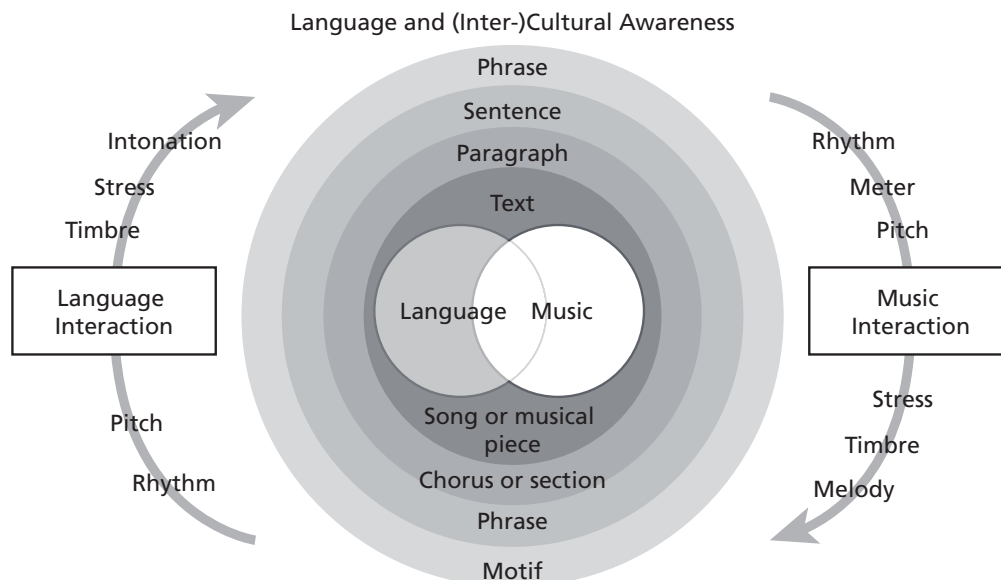 Language and (Inter-)Cultural Awareness
Phrase
Sentence
Paragraph
Text
Language
Music
Song or musical
piece
Chorus or section
Phrase
Motif
Intonation
Stress
Timbre
Language
Interaction
Pitch
Rhythm
Rhythm
Meter
Pitch
Music
Interaction
Stress
Timbre
Melody